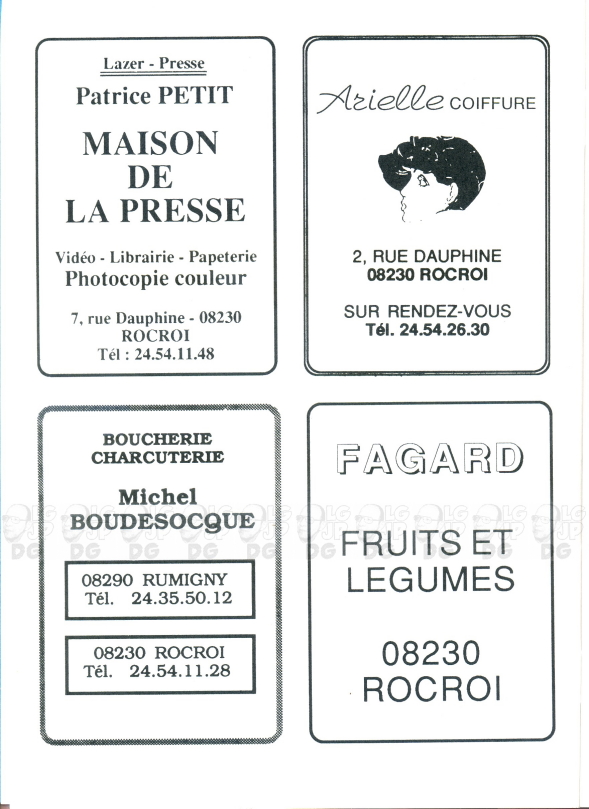 Lazer - Presse
Patrice PETIT
MAISON
DE
LA PRESSE
Vidéo - Librairie - Papeterie
Photocopie couleur
7, rue Dauphine - 08230
ROCROI
Tél : 24.54.11.48
Arielle COIFFURE
2, RUE DAUPHINE
08230 ROCROI
SUR RENDEZ-VOUS
Tél. 24.54.26.30
BOUCHERIE
CHARCUTERIE
Michel
BOUDESOCQUE
08290 RUMIGNY
Tél. 24.35.50.12
08230 ROCROI
Tél. 24.54.11.28
FAGARD
FRUITS ET
LEGUMES
08230
ROCROI